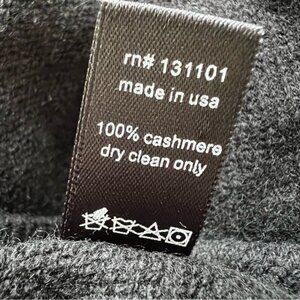 rn# 131101
made in usa
100% cashmere
dry clean only